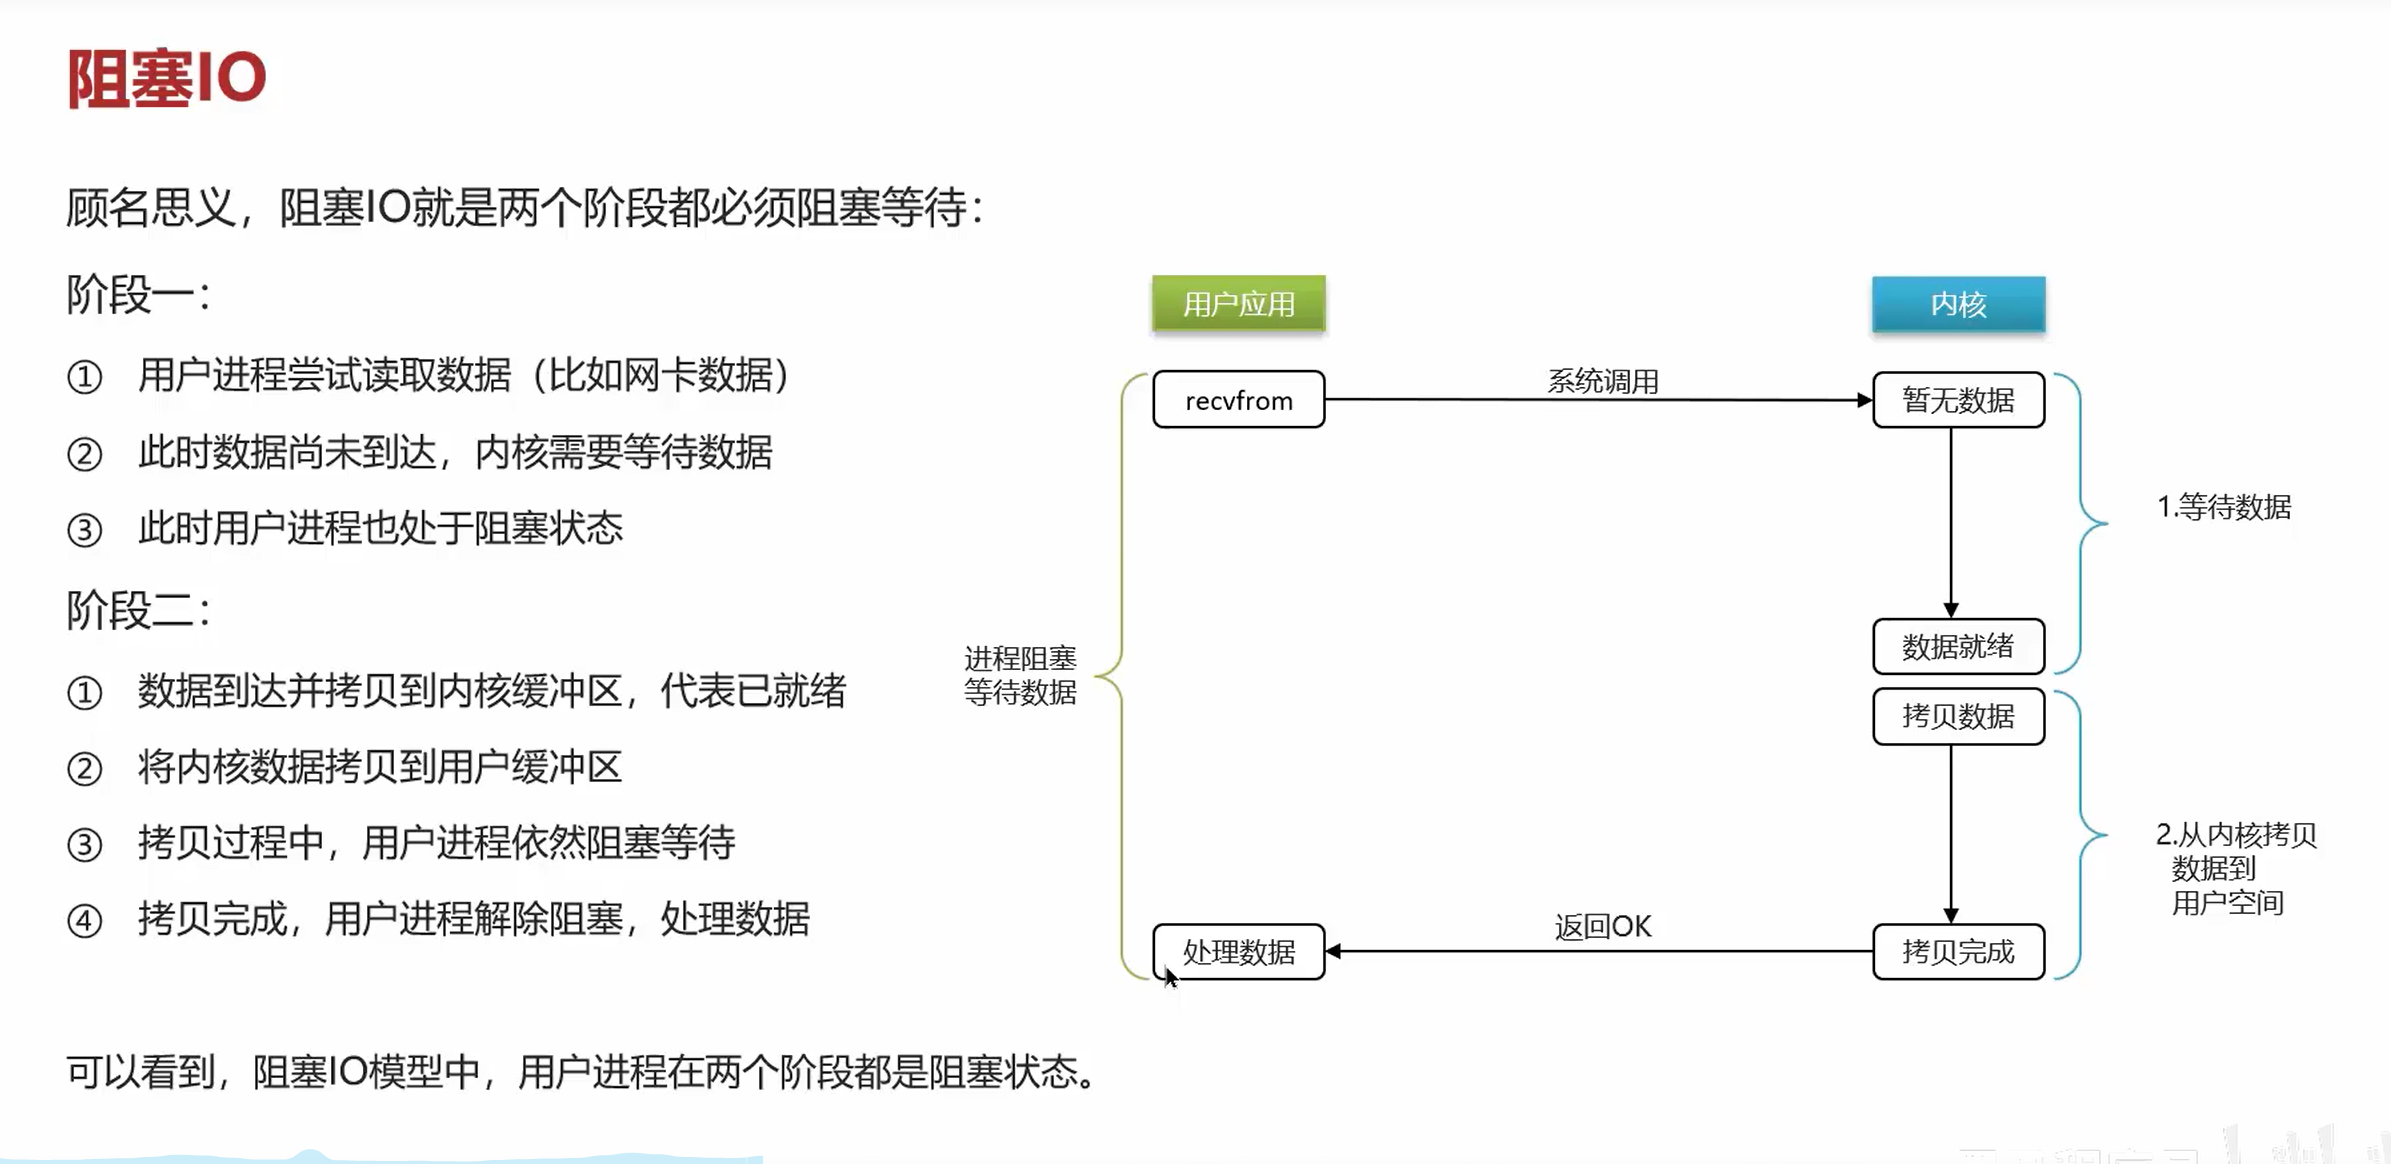 阻塞IO
顾名思义，阻塞IO就是两个阶段都必须阻塞等待：
阶段一：
① 用户进程尝试读取数据（比如网卡数据）
② 此时数据尚未到达，内核需要等待数据
③ 此时用户进程也处于阻塞状态
阶段二：
① 数据到达并拷贝到内核缓冲区，代表已就绪
② 将内核数据拷贝到用户缓冲区
③ 拷贝过程中，用户进程依然阻塞等待
④ 拷贝完成，用户进程解除阻塞，处理数据
可以看到，阻塞IO模型中，用户进程在两个阶段都是阻塞状态。
用户应用
内核
recvfrom
系统调用
暂无数据
1.等待数据
数据就绪
进程阻塞
等待数据
拷贝数据
2.从内核拷贝
数据到
用户空间
处理数据
返回OK
拷贝完成